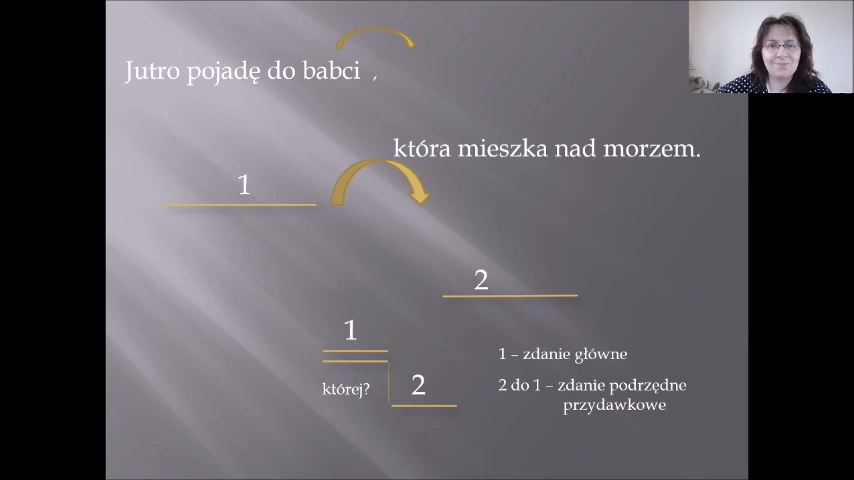 Jutro pojadę do babci ,
która mieszka nad morzem.
1
2
1
której? 2
1 – zdanie główne
2 do 1 – zdanie podrzędne
przydawkowe